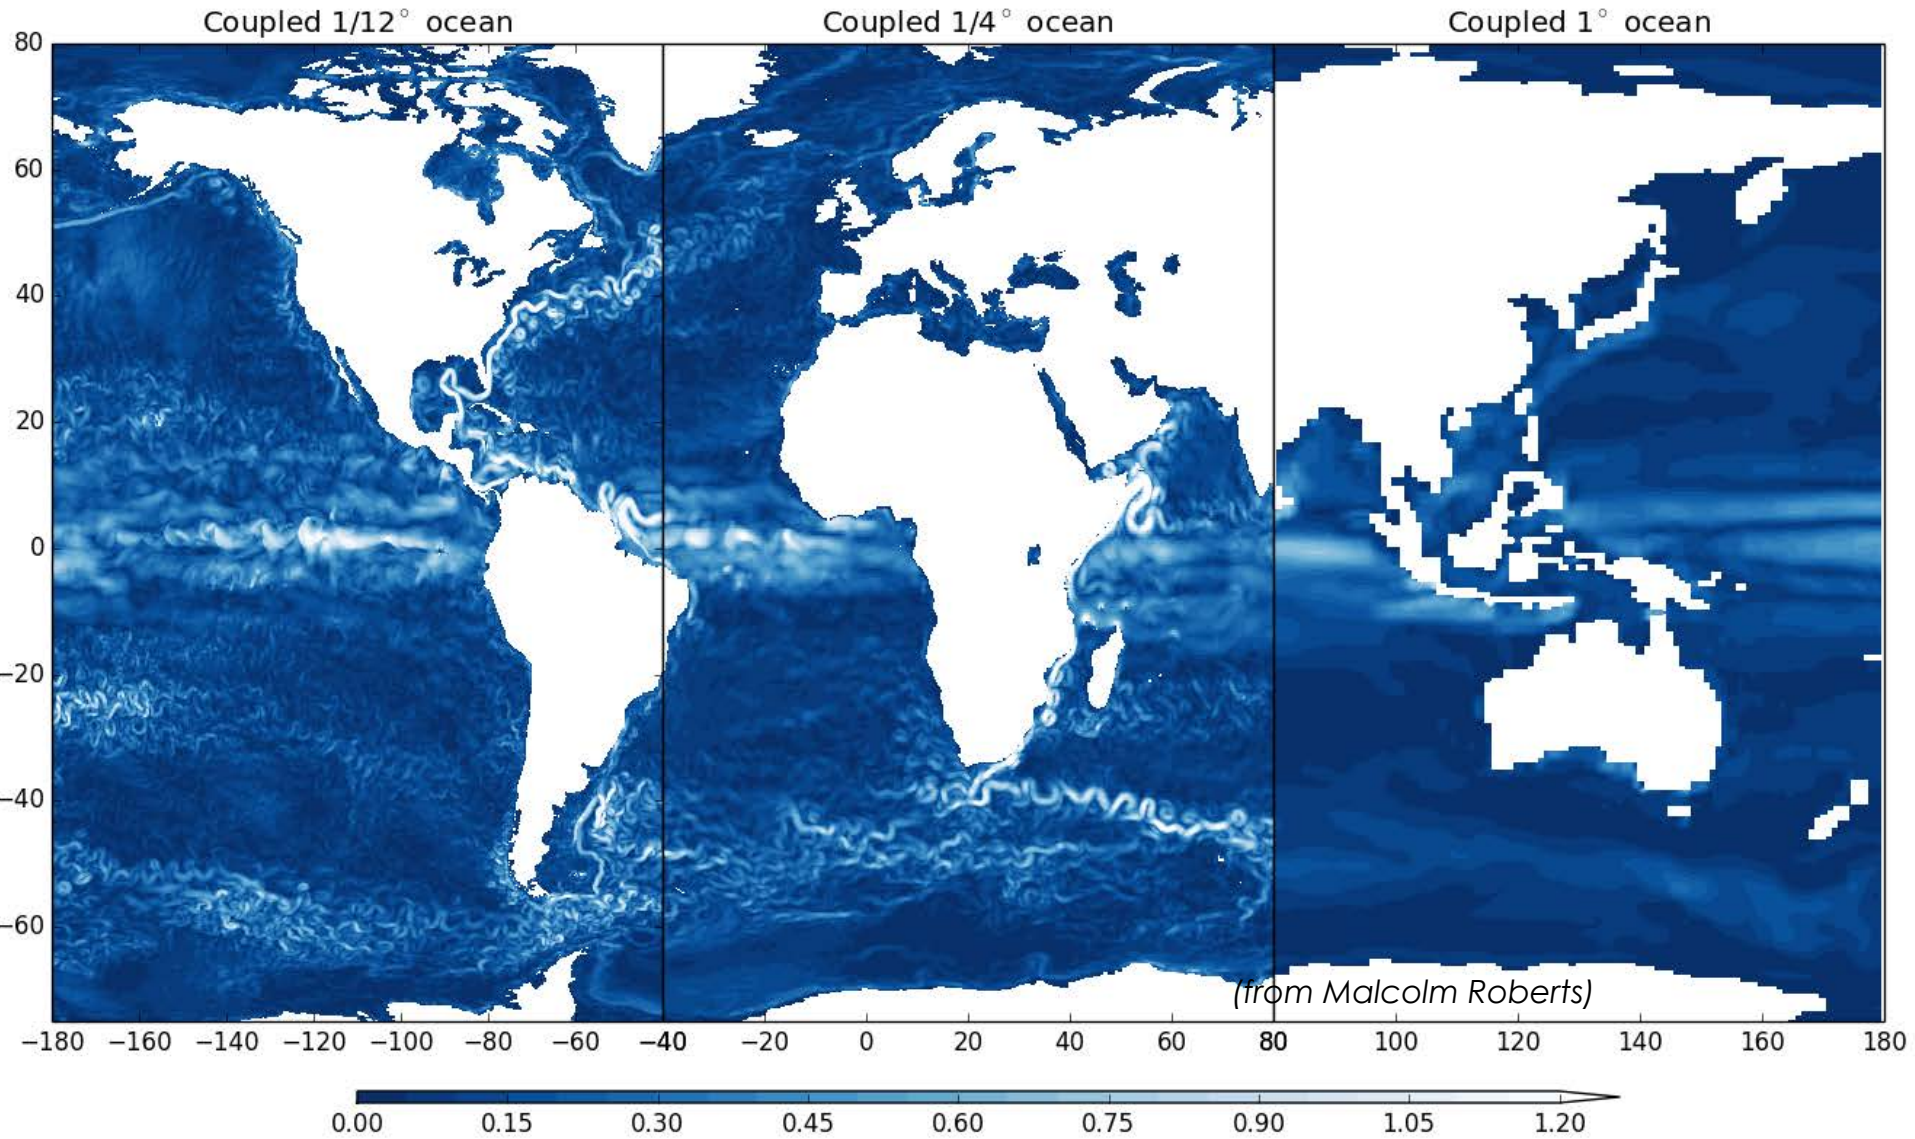 Coupled 1/12° ocean Coupled 1/4° ocean Coupled 1° ocean
80
60
40
20
0
−20
−40
−60
(from Malcolm Roberts)
−180 −160 −140 −120 −100 −80 −60 −40 −20 0 20 40 60 80 100 120 140 160 180
0.00 0.15 0.30 0.45 0.60 0.75 0.90 1.05 1.20